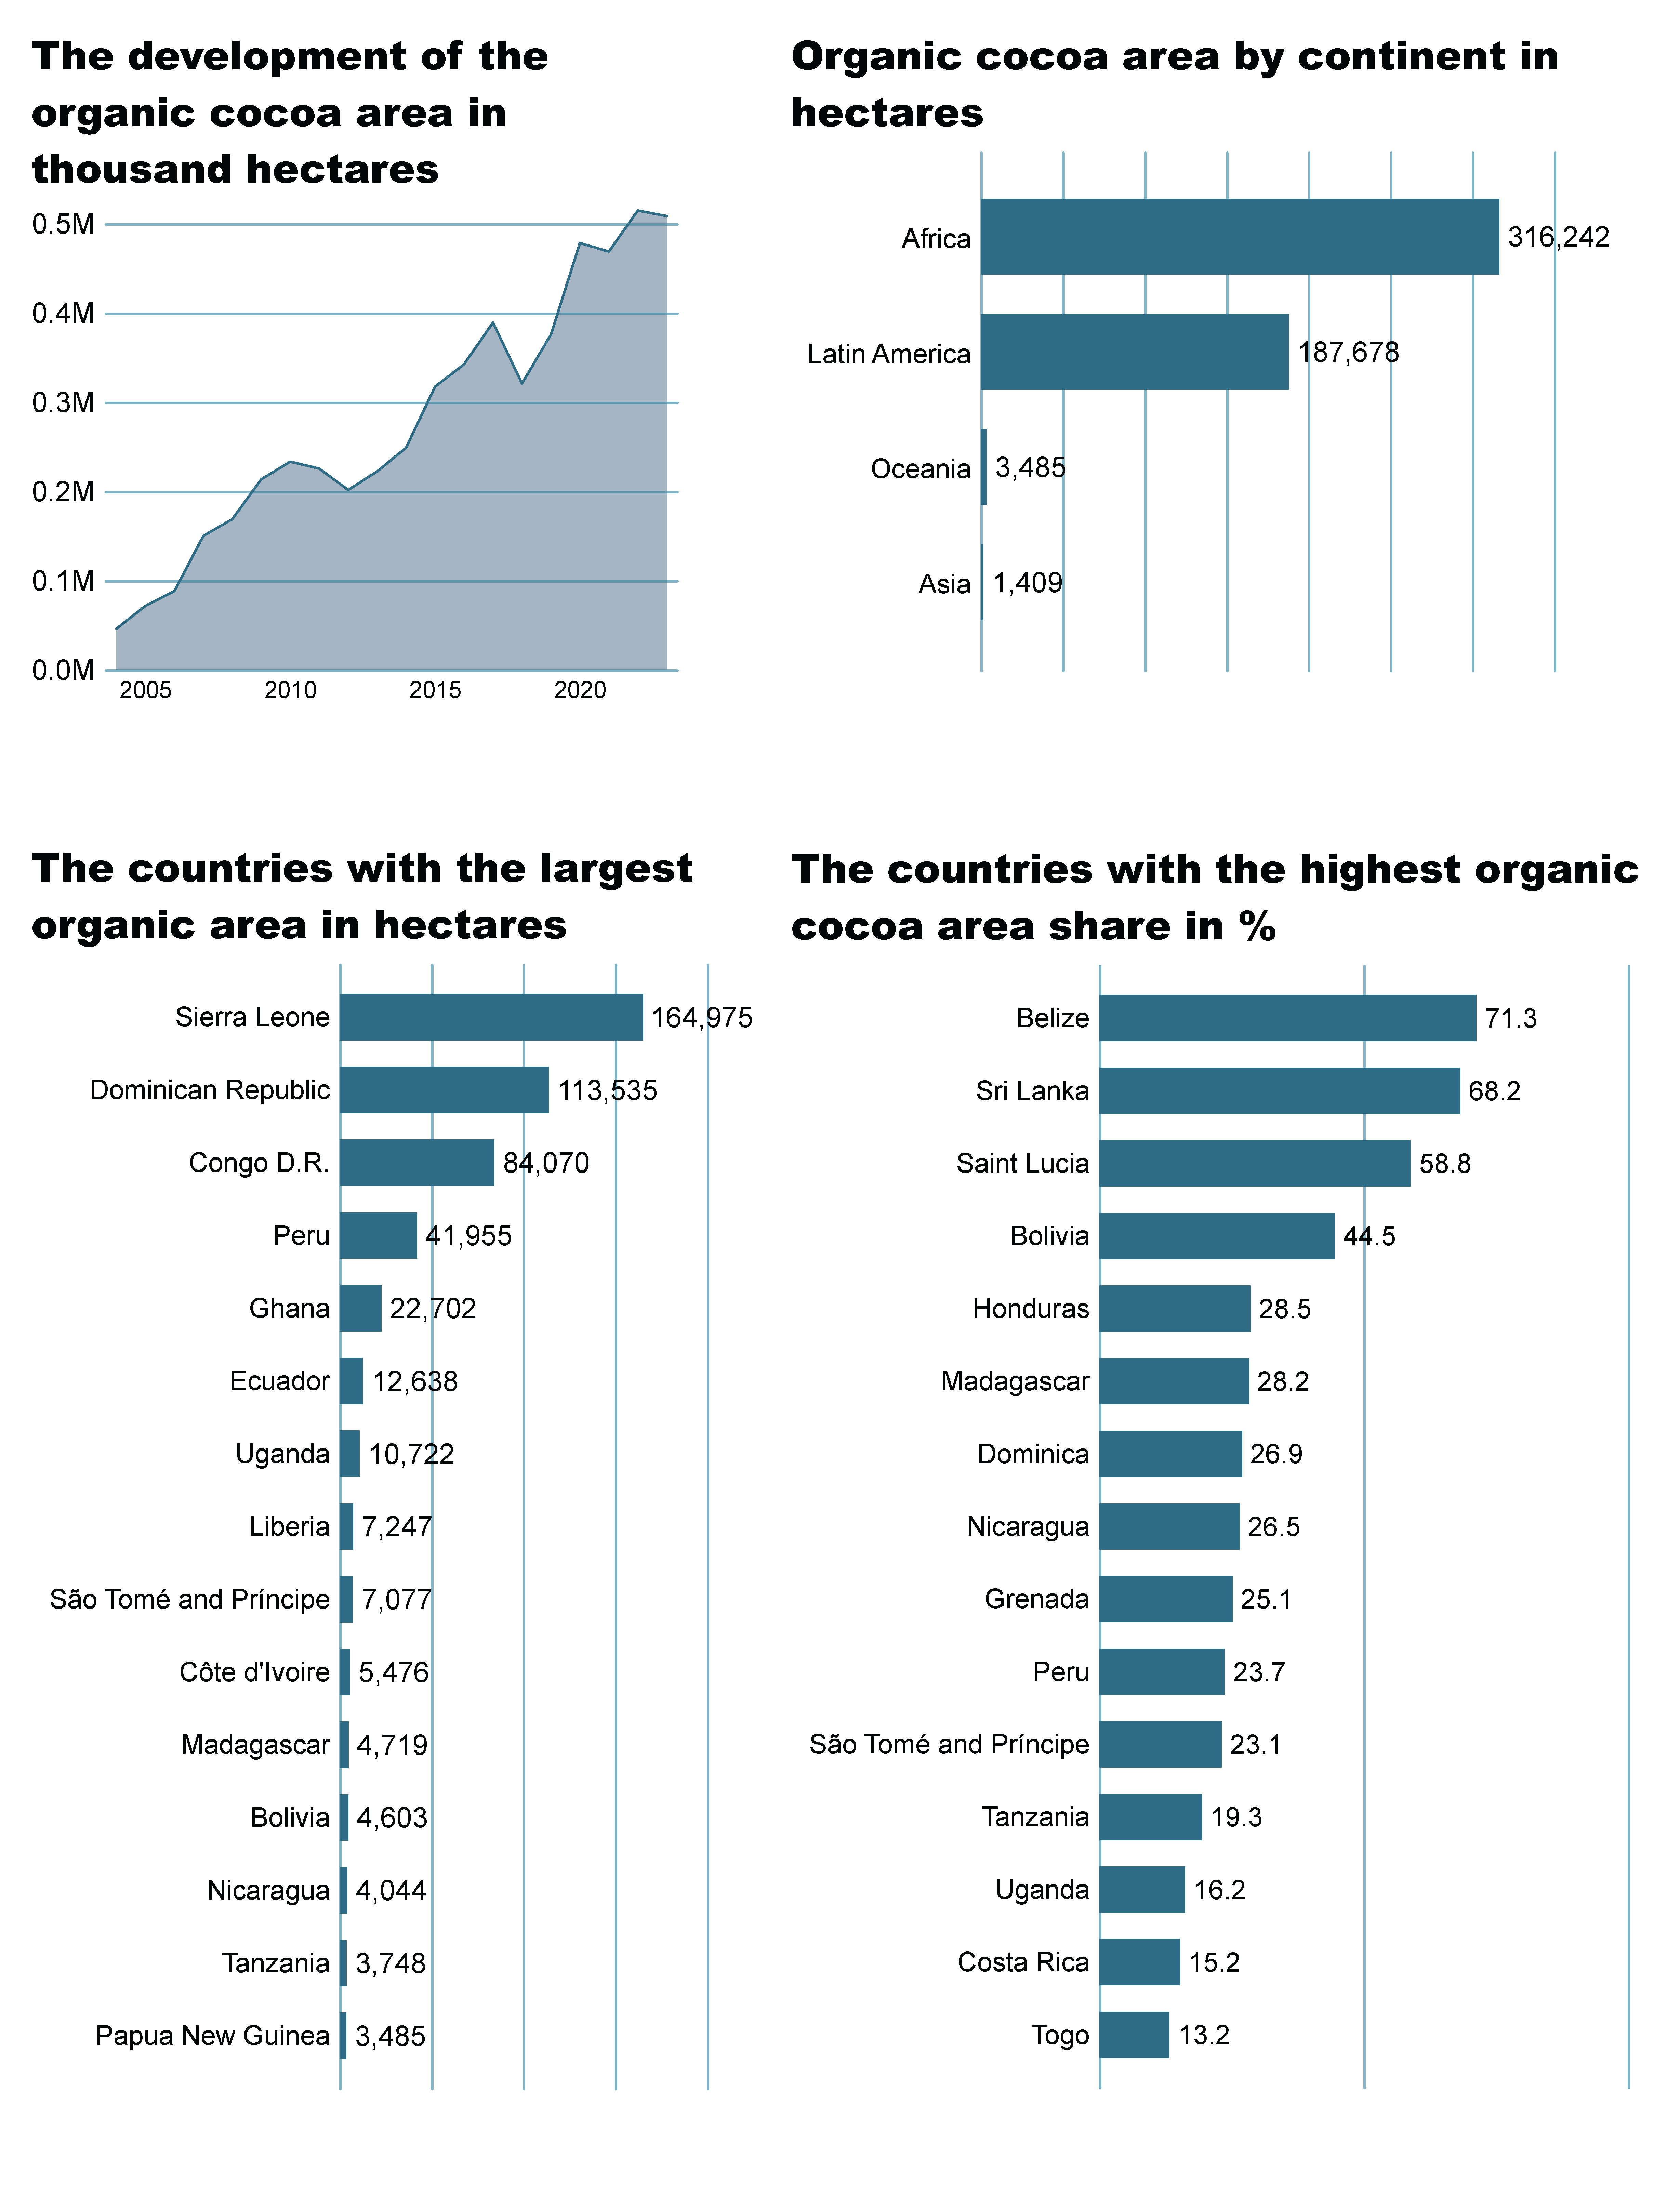 The development of the
organic cocoa area in
thousand hectares
0.5M
0.4M
0.3M
0.2M
0.1M
0.0M
2005 2010 2015 2020
Organic cocoa area by continent in
hectares
Africa 316,242
Latin America 187,678
Oceania 3,485
Asia 1,409
The countries with the largest
organic area in hectares
Sierra Leone 164,975
Dominican Republic 113,535
Congo D.R. 84,070
Peru 41,955
Ghana 22,702
Ecuador 12,638
Uganda 10,722
Liberia 7,247
São Tomé and Príncipe 7,077
Côte d'Ivoire 5,476
Madagascar 4,719
Bolivia 4,603
Nicaragua 4,044
Tanzania 3,748
Papua New Guinea 3,485
The countries with the highest organic
cocoa area share in %
Belize 71.3
Sri Lanka 68.2
Saint Lucia 58.8
Bolivia 44.5
Honduras 28.5
Madagascar 28.2
Dominica 26.9
Nicaragua 26.5
Grenada 25.1
Peru 23.7
São Tomé and Príncipe 23.1
Tanzania 19.3
Uganda 16.2
Costa Rica 15.2
Togo 13.2